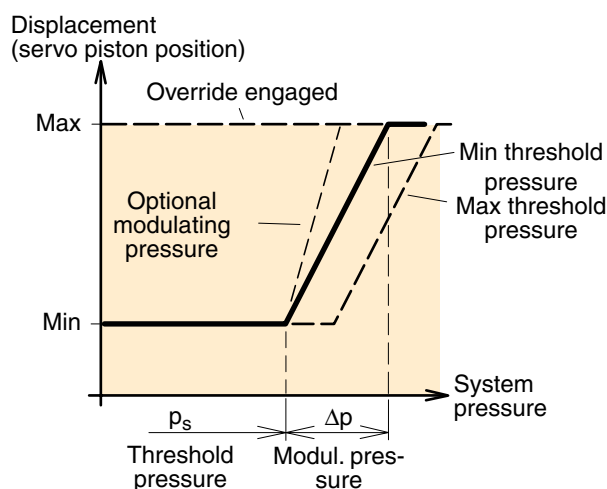 Displacement
(servo piston position)
Override engaged
Max
Min threshold
pressure
Max threshold
pressure
Optional
modulating
pressure
Min
System
pressure
ps
Δp
Threshold
pressure
Modul. pres-
sure